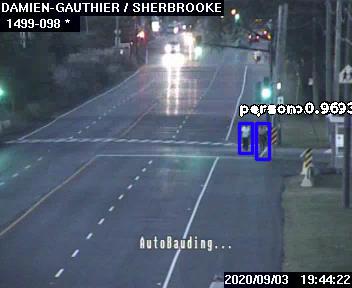 DAMIEN-GAUTHIER / SHERBROOKE
1499-098 *
person:0.9693
AutoBauding...
2020/09/03 19:44:22